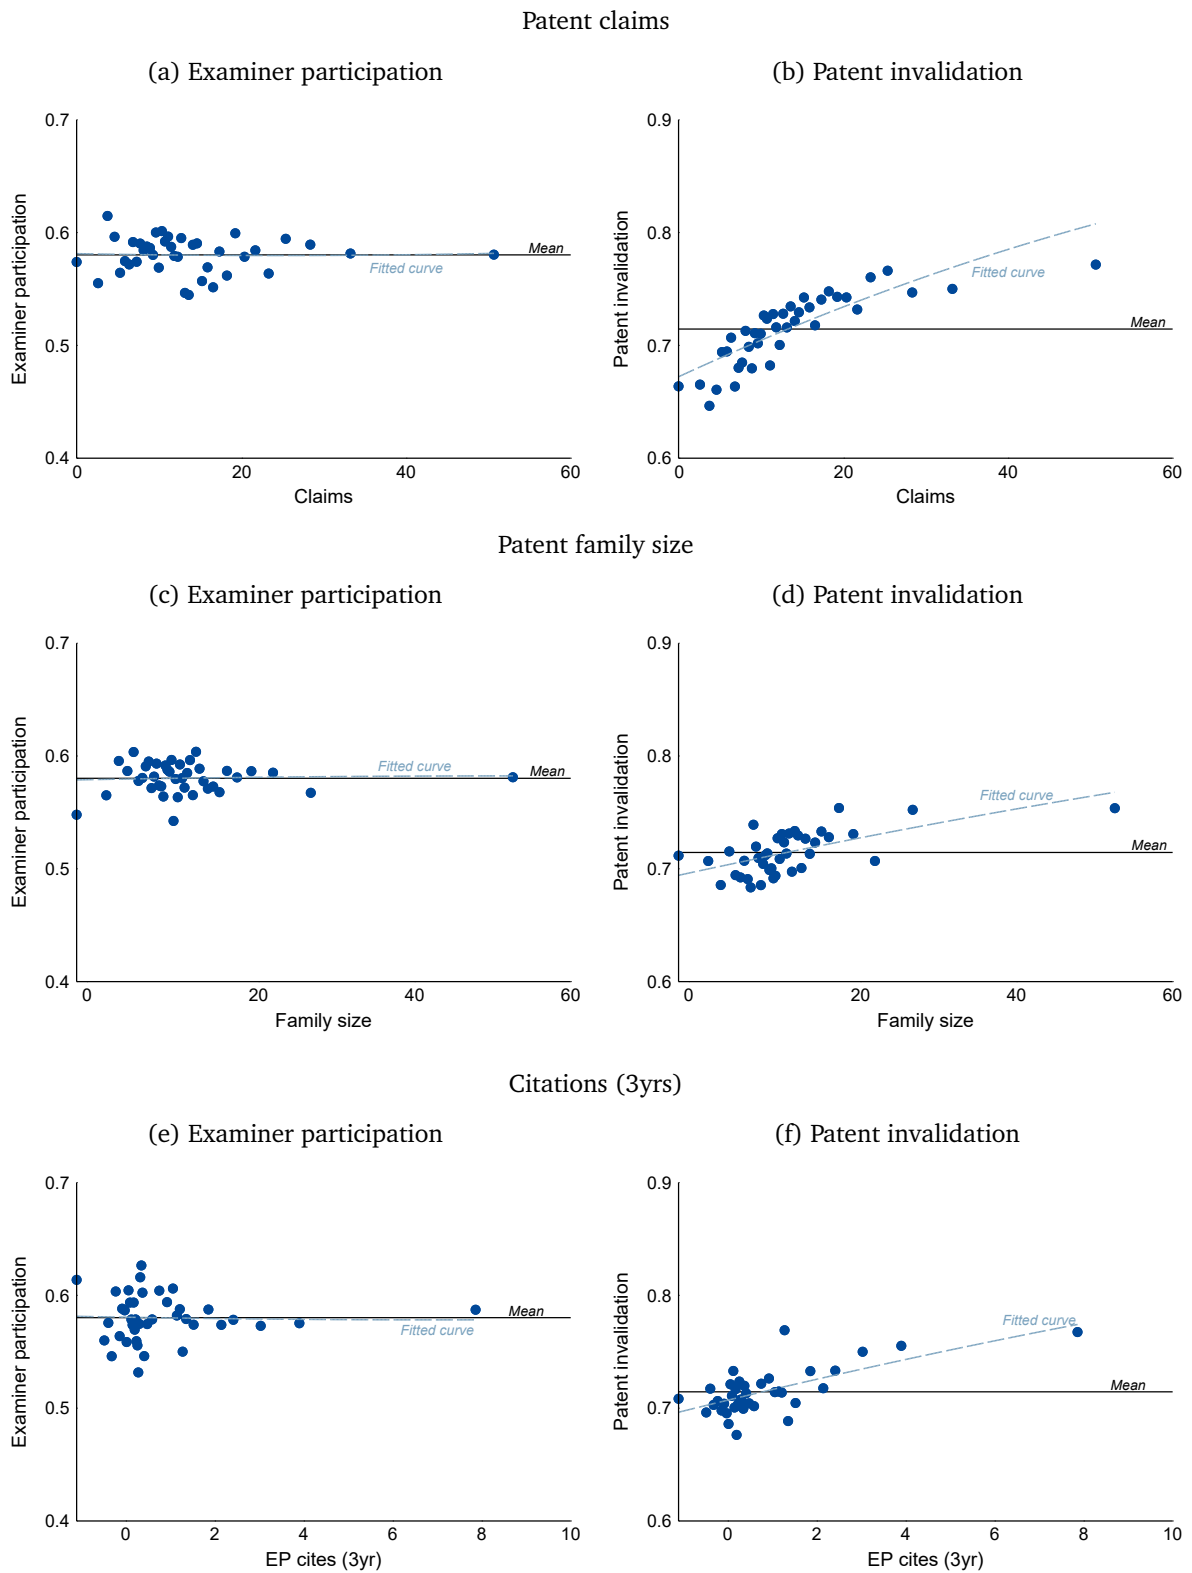 Patent claims
(a) Examiner participation
(b) Patent invalidation
0.7
0.6
0.5
0.4
Examiner participation
Mean
Fitted curve
0 20 40 60
Claims
0.9
0.8
0.7
0.6
Patent invalidation
Fitted curve
Mean
0 20 40 60
Claims
Patent family size
(c) Examiner participation
(d) Patent invalidation
0.7
0.6
0.5
0.4
Examiner participation
Fitted curve
Mean
0 20 40 60
Family size
0.9
0.8
0.7
0.6
Patent invalidation
Fitted curve
Mean
0 20 40 60
Family size
Citations (3yrs)
(e) Examiner participation
(f) Patent invalidation
0.7
0.6
0.5
0.4
Examiner participation
Mean
Fitted curve
0 2 4 6 8 10
EP cites (3yr)
0.9
0.8
0.7
0.6
Patent invalidation
Fitted curve
Mean
0 2 4 6 8 10
EP cites (3yr)